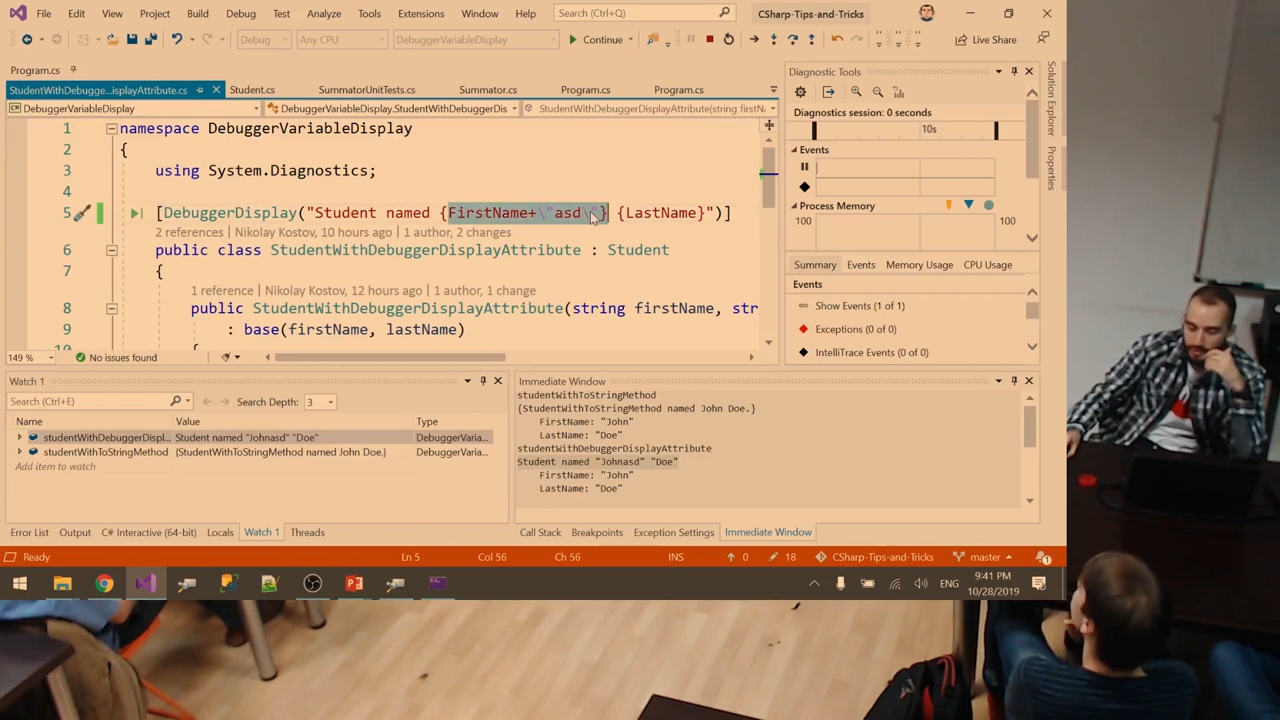 File Edit View Project Build Debug Test Analyze Tools Extensions Window Help Search (Ctrl+Q) CSharp-Tips-and-Tricks
Debug Any CPU DebuggerVariableDisplay Continue Live Share
Program.cs
StudentWithDebugge...isplayAttribute.cs Student.cs SummatorUnitTests.cs Summator.cs Program.cs Program.cs
DebuggerVariableDisplay DebuggerVariableDisplay.StudentWithDebuggerDis StudentWithDebuggerDisplayAttribute(string firstNa
1 namespace DebuggerVariableDisplay
2 {
3 using System.Diagnostics;
4
5 [DebuggerDisplay("Student named {FirstName+\"asd\"} {LastName}")]
2 references | Nikolay Kostov, 10 hours ago | 1 author, 2 changes
6 public class StudentWithDebuggerDisplayAttribute : Student
7 {
1 reference | Nikolay Kostov, 12 hours ago | 1 author, 1 change
8 public StudentWithDebuggerDisplayAttribute(string firstName, str
9 : base(firstName, lastName)
10 {
149 % No issues found
Diagnostic Tools
Diagnostics session: 0 seconds
10s
Events
Process Memory
100 100
0 0
Summary Events Memory Usage CPU Usage
Events
Show Events (1 of 1)
Exceptions (0 of 0)
IntelliTrace Events (0 of 0)
Solution Explorer
Properties
Watch 1
Search (Ctrl+E) Search Depth: 3
Name Value Type
studentWithDebuggerDispl... Student named "Johnasd" "Doe" DebuggerVaria...
studentWithToStringMethod {StudentWithToStringMethod named John Doe.} DebuggerVaria...
Add item to watch
Immediate Window
studentWithToStringMethod
{StudentWithToStringMethod named John Doe.}
FirstName: "John"
LastName: "Doe"
studentWithDebuggerDisplayAttribute
Student named "Johnasd" "Doe"
FirstName: "John"
LastName: "Doe"
Error List Output C# Interactive (64-bit) Locals Watch 1 Threads
Call Stack Breakpoints Exception Settings Immediate Window
Ready Ln 5 Col 56 Ch 56 INS 0 18 CSharp-Tips-and-Tricks master 1
ENG 9:41 PM
10/28/2019